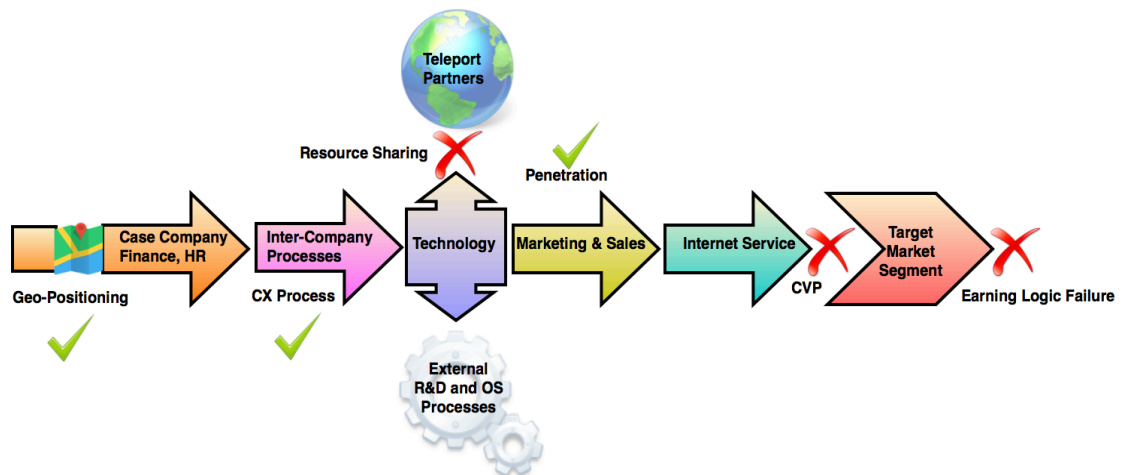 Teleport
Partners
Resource Sharing
Penetration
Case Company
Finance, HR
Inter-Company
Processes
Technology
Marketing & Sales
Internet Service
Target
Market
Segment
Geo-Positioning
CX Process
CVP
Earning Logic Failure
External
R&D and OS
Processes